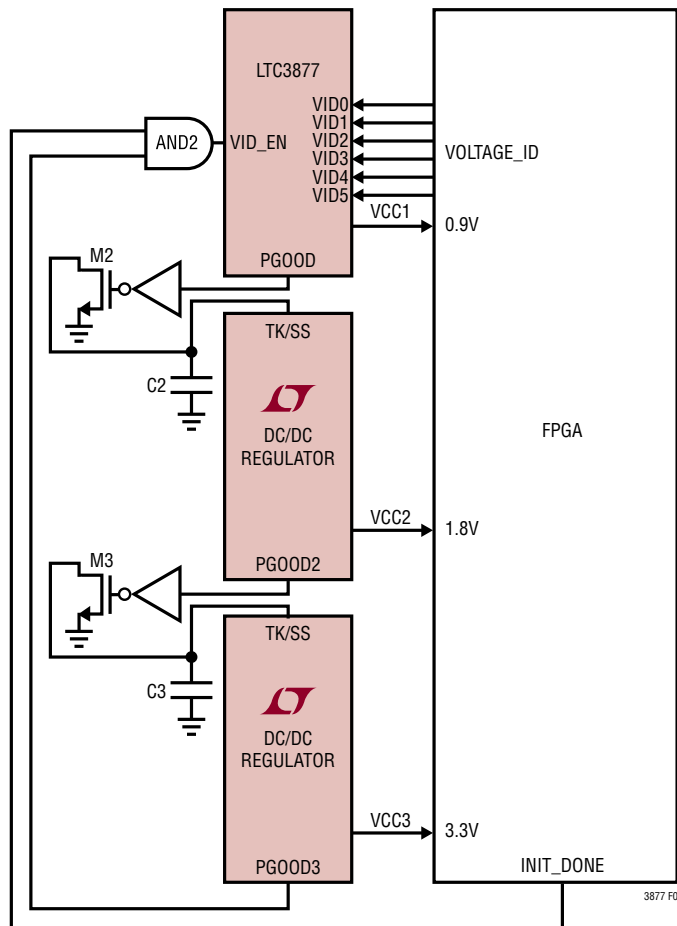 LTC3877
AND2
VID_EN
VID0
VID1
VID2
VID3
VID4
VID5
VOLTAGE_ID
VCC1
0.9V
PGOOD
M2
TK/SS
C2
DC/DC
REGULATOR
FPGA
VCC2
1.8V
PGOOD2
M3
TK/SS
C3
DC/DC
REGULATOR
VCC3
3.3V
PGOOD3
INIT_DONE
3877 F0